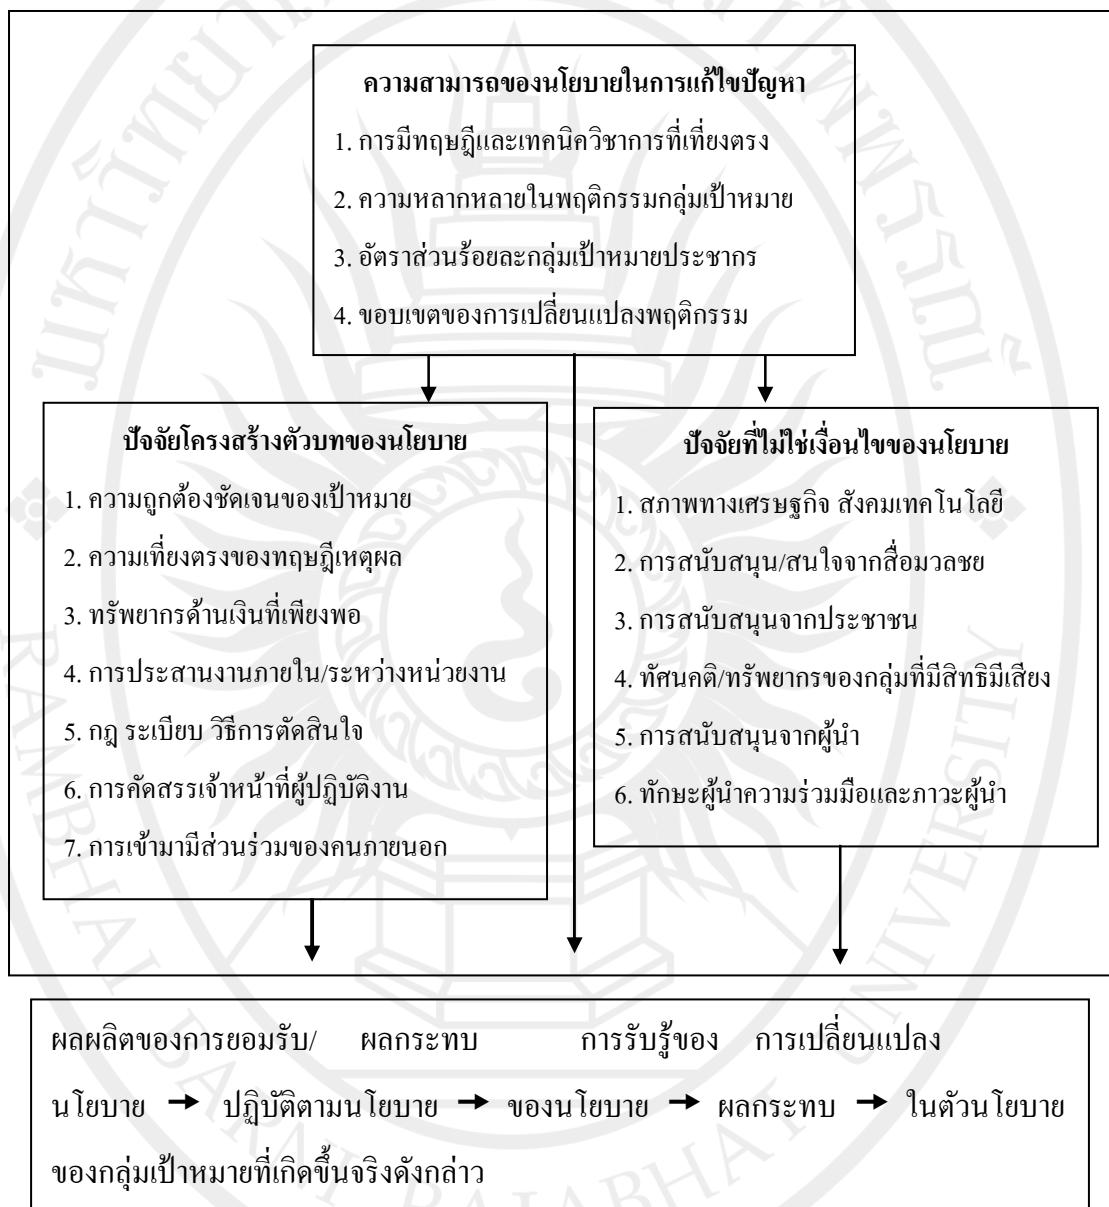 ความสามารถของนโยบายในการแก้ไขปัญหา
1. การมีทฤษฎีและเทคนิควิชาการที่เที่ยงตรง
2. ความหลากหลายในพฤติกรรมกลุ่มเป้าหมาย
3. อัตราส่วนร้อยละกลุ่มเป้าหมายประชากร
4. ขอบเขตของการเปลี่ยนแปลงพฤติกรรม
ปัจจัยโครงสร้างตัวบทของนโยบาย
1. ความถูกต้องชัดเจนของเป้าหมาย
2. ความเที่ยงตรงของทฤษฎีเหตุผล
3. ทรัพยากรด้านเงินที่เพียงพอ
4. การประสานงานภายใน/ระหว่างหน่วยงาน
5. กฎ ระเบียบ วิธีการตัดสินใจ
6. การคัดสรรเจ้าหน้าที่ผู้ปฏิบัติงาน
7. การเข้ามามีส่วนร่วมของคนภายนอก
ปัจจัยที่ไม่ใช่เงื่อนไขของนโยบาย
1. สภาพทางเศรษฐกิจ สังคมเทคโนโลยี
2. การสนับสนุน/สนใจจากสื่อมวลชย
3. การสนับสนุนจากประชาชน
4. ทัศนคติ/ทรัพยากรของกลุ่มที่มีสิทธิมีเสียง
5. การสนับสนุนจากผู้นำ
6. ทักษะผู้นำความร่วมมือและภาวะผู้นำ
ผลผลิตของการยอมรับ/ ผลกระทบ การรับรู้ของ การเปลี่ยนแปลง
นโยบาย → ปฏิบัติตามนโยบาย → ของนโยบาย → ผลกระทบ → ในตัวนโยบาย
ของกลุ่มเป้าหมายที่เกิดขึ้นจริงดังกล่าว
RAMBHAI BARNI RAJABHAT UNIVERSITY